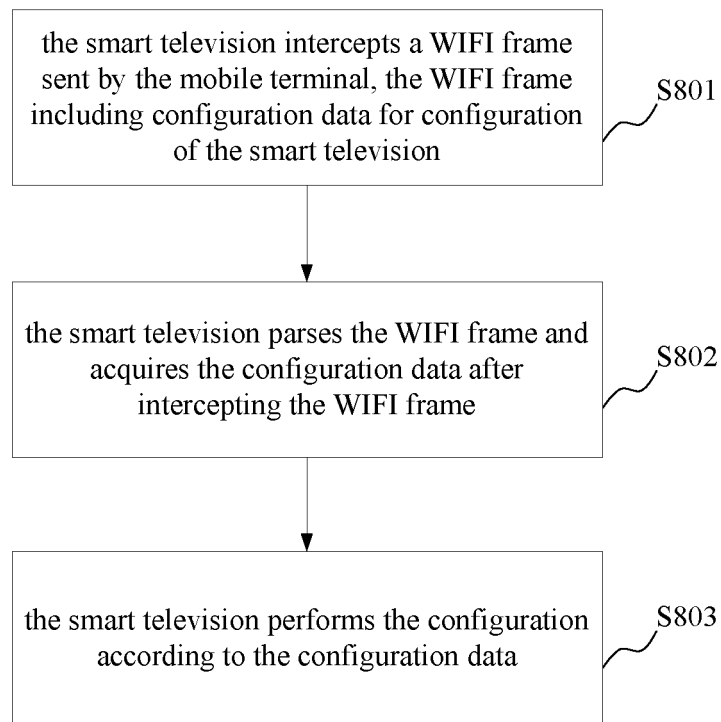 the smart television intercepts a WIFI frame
sent by the mobile terminal, the WIFI frame
including configuration data for configuration
of the smart television
S801
the smart television parses the WIFI frame and
acquires the configuration data after
intercepting the WIFI frame
S802
the smart television performs the configuration
according to the configuration data
S803